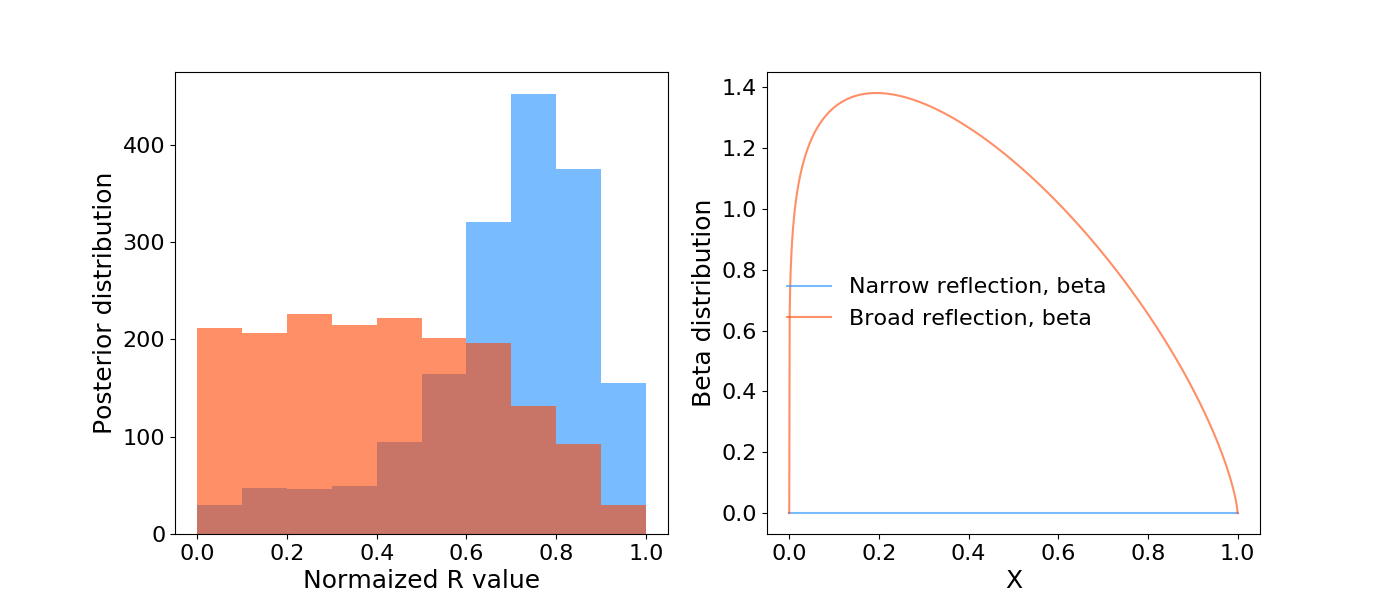 Posterior distribution
400
300
200
100
0
0.0 0.2 0.4 0.6 0.8 1.0
Normaized R value
Beta distribution
1.4
1.2
1.0
0.8
0.6
0.4
0.2
0.0
Narrow reflection, beta
Broad reflection, beta
0.0 0.2 0.4 0.6 0.8 1.0
X